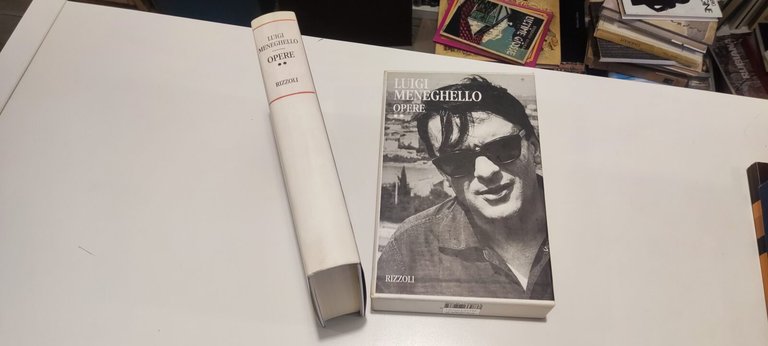 LUIGI
MENEGHELLO
OPERE
**
RIZZOLI
LUIGI
MENEGHELLO
OPERE
**
RIZZOLI